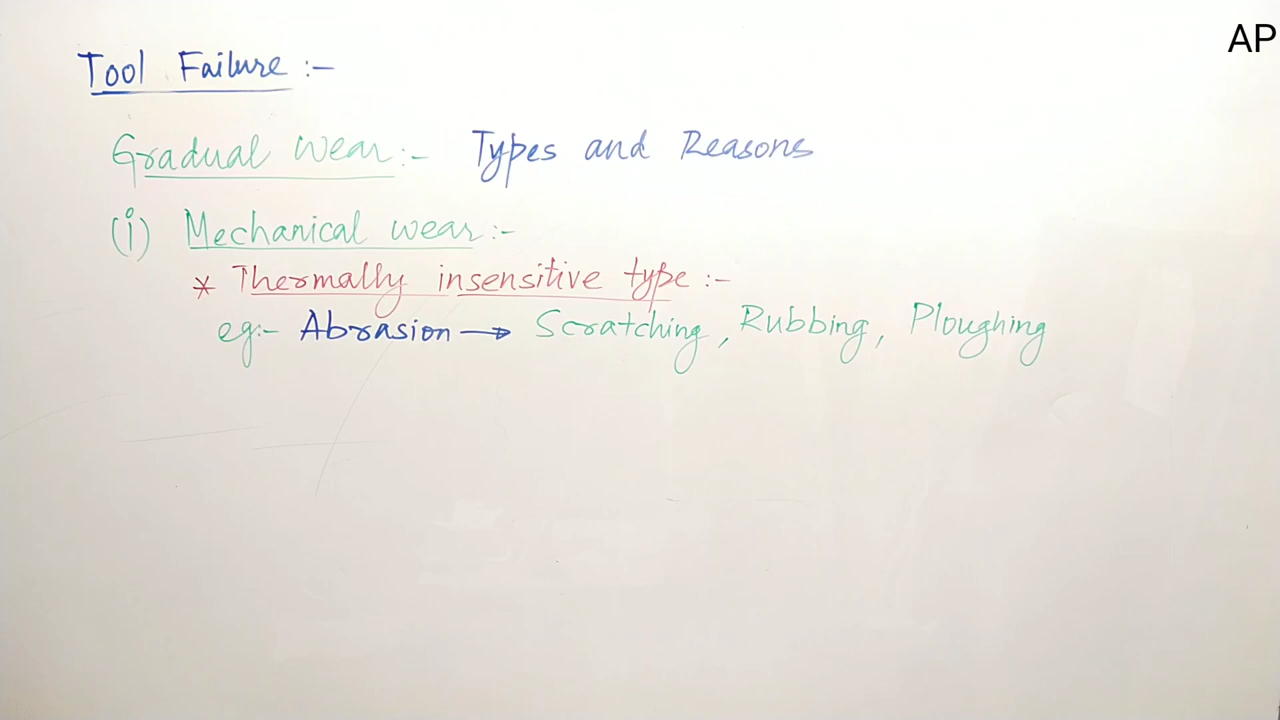 AP
Tool Failure :-
Gradual wear :- Types and Reasons
(i) Mechanical wear :-
* Thermally insensitive type :-
eg:- Abrasion → Scratching, Rubbing, Ploughing